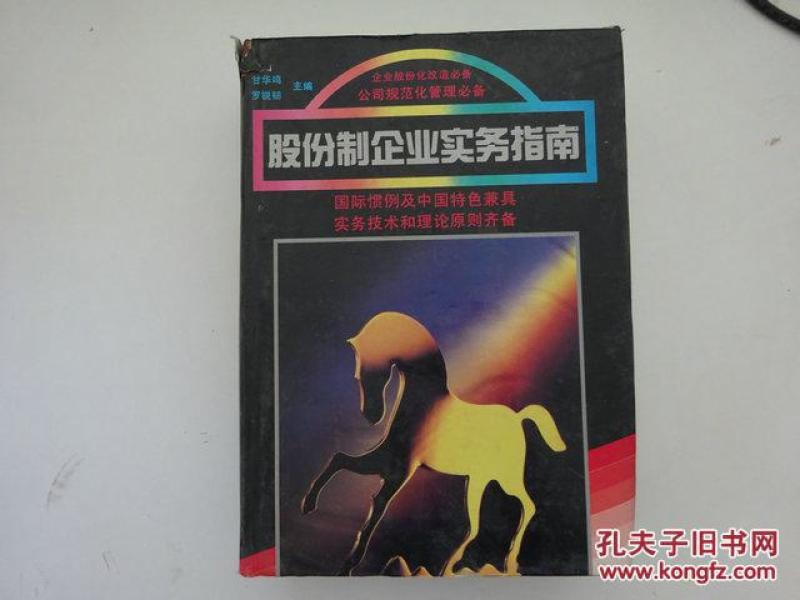 甘华鸣
罗锐韧
主编
企业股份化改造必备
公司规范化管理必备
股份制企业实务指南
国际惯例及中国特色兼具
实务技术和理论原则齐备
孔夫子旧书网
www.kongfz.com